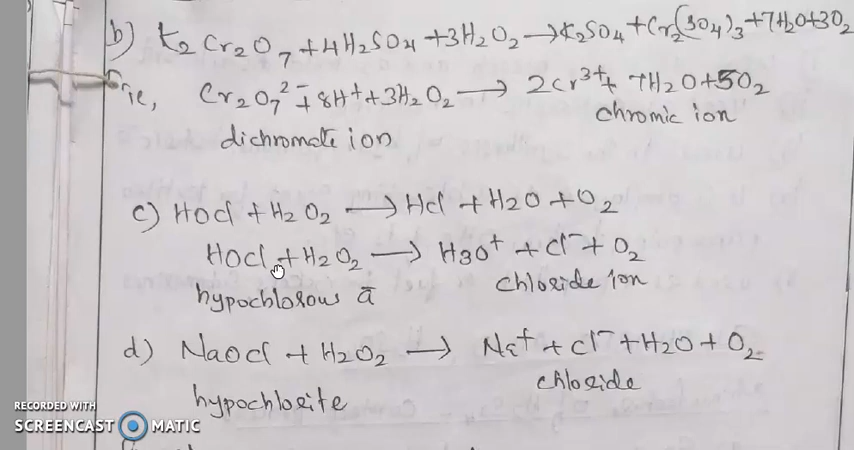 b) K2Cr2O7 + 4H2SO4 + 3H2O2 → K2SO4 + Cr2(SO4)3 + 7H2O + 3O2
ie, Cr2O7^2- + 8H+ + 3H2O2 → 2Cr3+ + 7H2O + 5O2
dichromate ion chromic ion
c) HOCl + H2O2 → HCl + H2O + O2
HOCl + H2O2 → H3O+ + Cl- + O2
hypochlorous a chloride ion
d) NaOCl + H2O2 → Na+ + Cl- + H2O + O2
hypochlorite chloride
RECORDED WITH
SCREENCAST MATIC